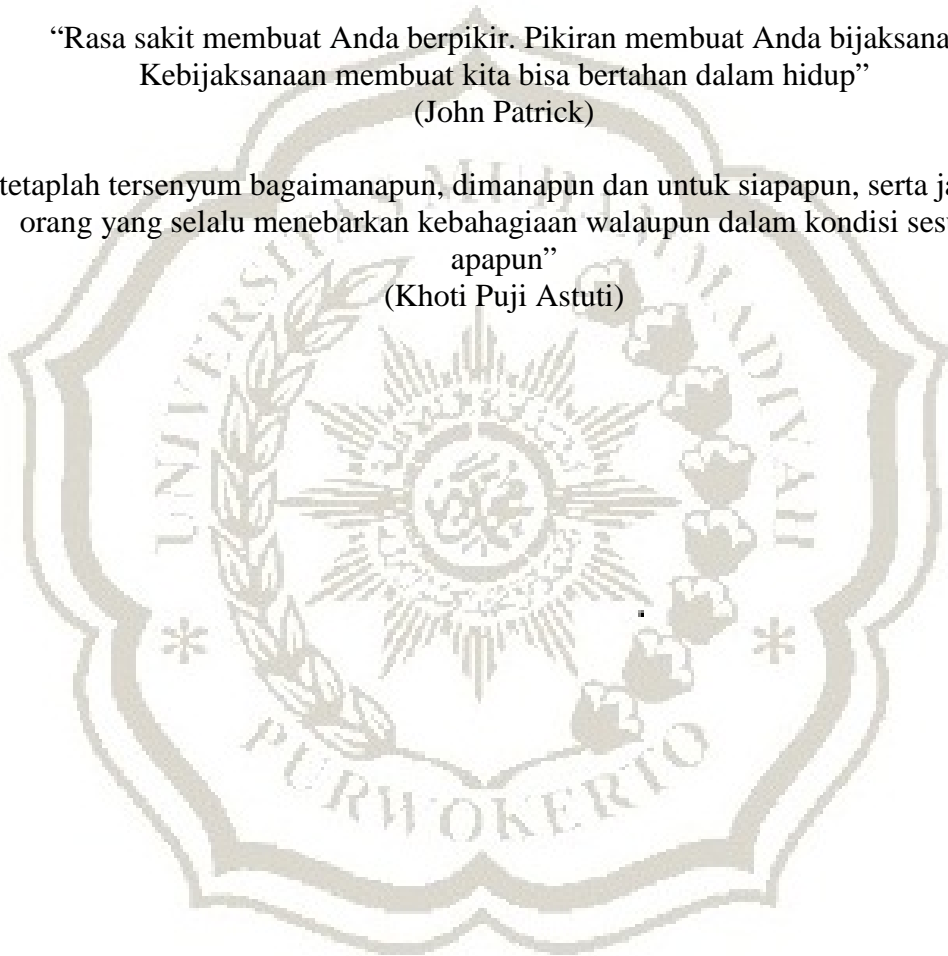 “Rasa sakit membuat Anda berpikir. Pikiran membuat Anda bijaksana
Kebijaksanaan membuat kita bisa bertahan dalam hidup”
(John Patrick)
tetaplah tersenyum bagaimanapun, dimanapun dan untuk siapapun, serta
orang yang selalu menebarkan kebahagiaan walaupun dalam kondisi
apapun”
(Khoti Puji Astuti)
UNIVERSITAS MUHAMMADIYAH
PURWOKERTO